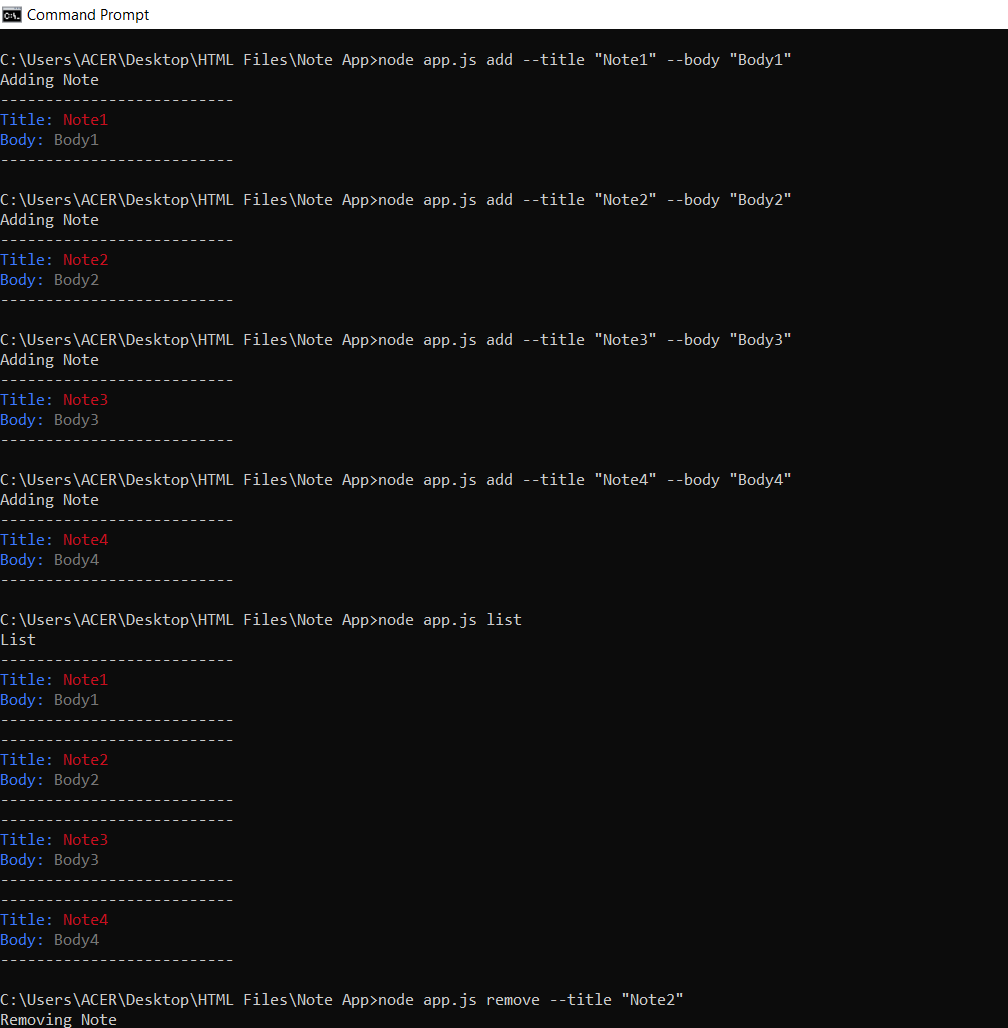 Command Prompt
C:\Users\ACER\Desktop\HTML Files\Note App>node app.js add --title "Note1" --body "Body1"
Adding Note
--------------------------
Title: Note1
Body: Body1
--------------------------
C:\Users\ACER\Desktop\HTML Files\Note App>node app.js add --title "Note2" --body "Body2"
Adding Note
--------------------------
Title: Note2
Body: Body2
--------------------------
C:\Users\ACER\Desktop\HTML Files\Note App>node app.js add --title "Note3" --body "Body3"
Adding Note
--------------------------
Title: Note3
Body: Body3
--------------------------
C:\Users\ACER\Desktop\HTML Files\Note App>node app.js add --title "Note4" --body "Body4"
Adding Note
--------------------------
Title: Note4
Body: Body4
--------------------------
C:\Users\ACER\Desktop\HTML Files\Note App>node app.js list
List
--------------------------
Title: Note1
Body: Body1
--------------------------
--------------------------
Title: Note2
Body: Body2
--------------------------
--------------------------
Title: Note3
Body: Body3
--------------------------
--------------------------
Title: Note4
Body: Body4
--------------------------
C:\Users\ACER\Desktop\HTML Files\Note App>node app.js remove --title "Note2"
Removing Note